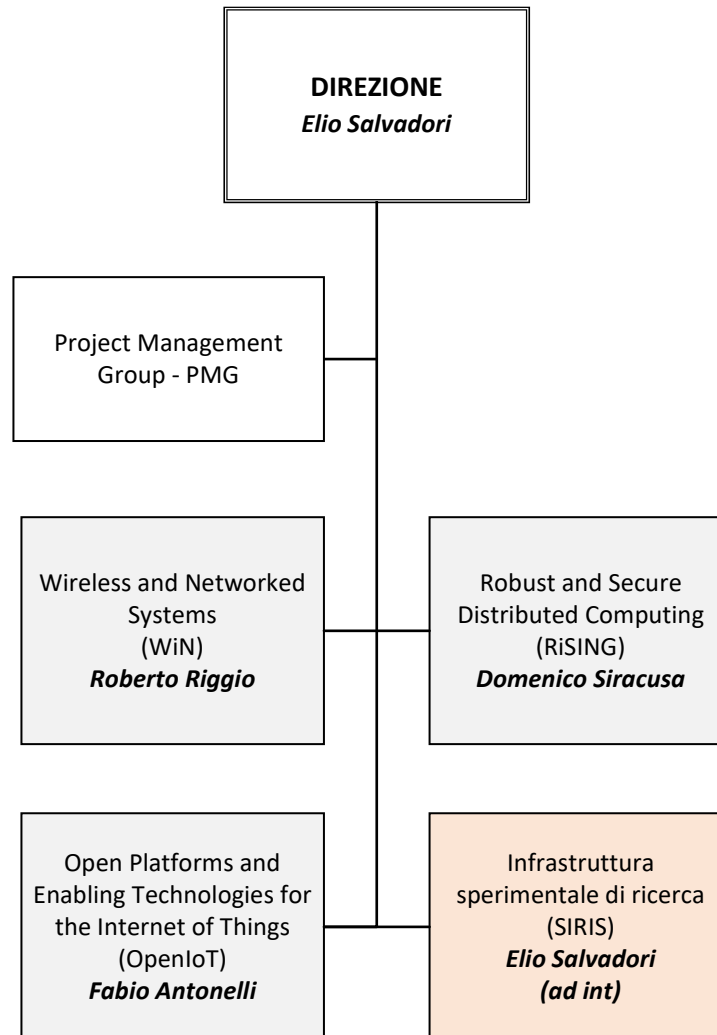 DIREZIONE
Elio Salvadori
Project Management
Group - PMG
Wireless and Networked
Systems
(WiN)
Roberto Riggio
Robust and Secure
Distributed Computing
(RiSING)
Domenico Siracusa
Open Platforms and
Enabling Technologies for
the Internet of Things
(OpenIoT)
Fabio Antonelli
Infrastruttura
sperimentale di ricerca
(SIRIS)
Elio Salvadori
(ad int)